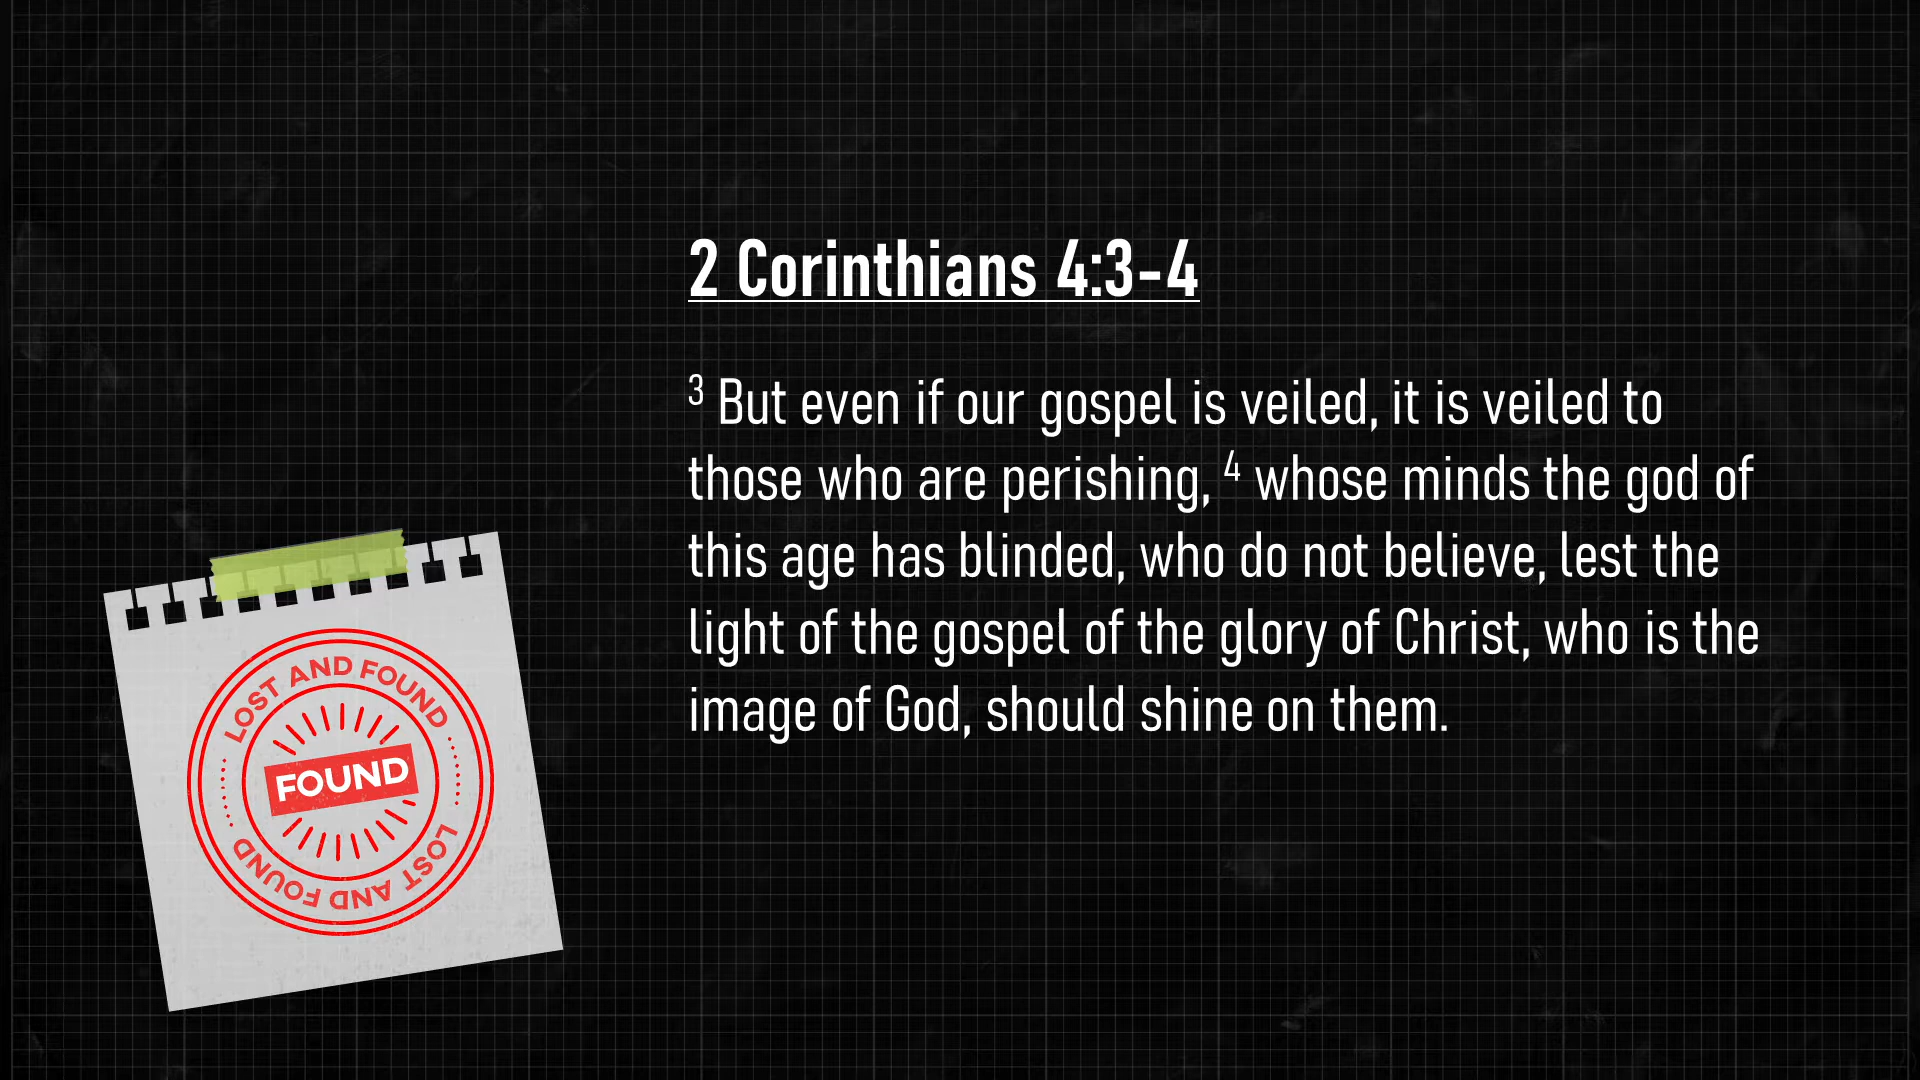 2 Corinthians 4:3-4
3 But even if our gospel is veiled, it is veiled to
those who are perishing, 4 whose minds the god of
this age has blinded, who do not believe, lest the
light of the gospel of the glory of Christ, who is the
image of God, should shine on them.
LOST AND FOUND
FOUND
LOST AND FOUND